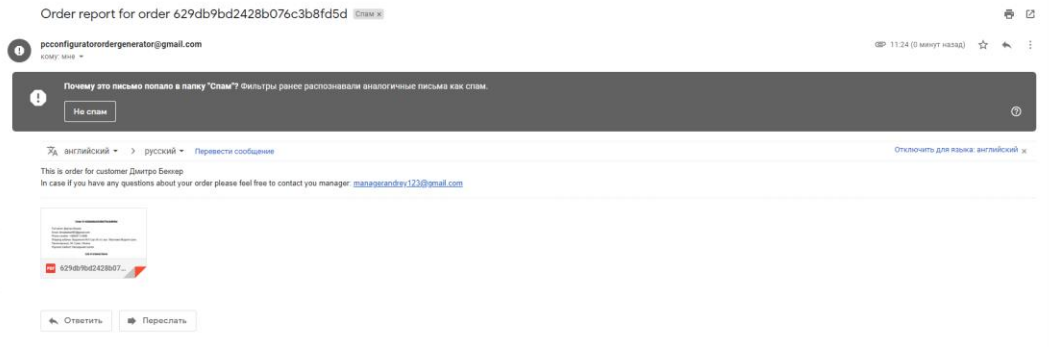 Order report for order 629db9bd2428b076c3b8fd5d Спам x
pcconfiguratorordergenerator@gmail.com
11:24 (0 минут назад)
кому: мне
Почему это письмо попало в папку "Спам"? Фильтры ранее распознавали аналогичные письма как спам.
Не спам
английский > русский Перевести сообщение
Отключить для языка: английский x
This is order for customer Дмитро Беккер
In case if you have any questions about your order please feel free to contact you manager: managerandrey123@gmail.com
PDF 629db9bd2428b07...
Ответить Переслать